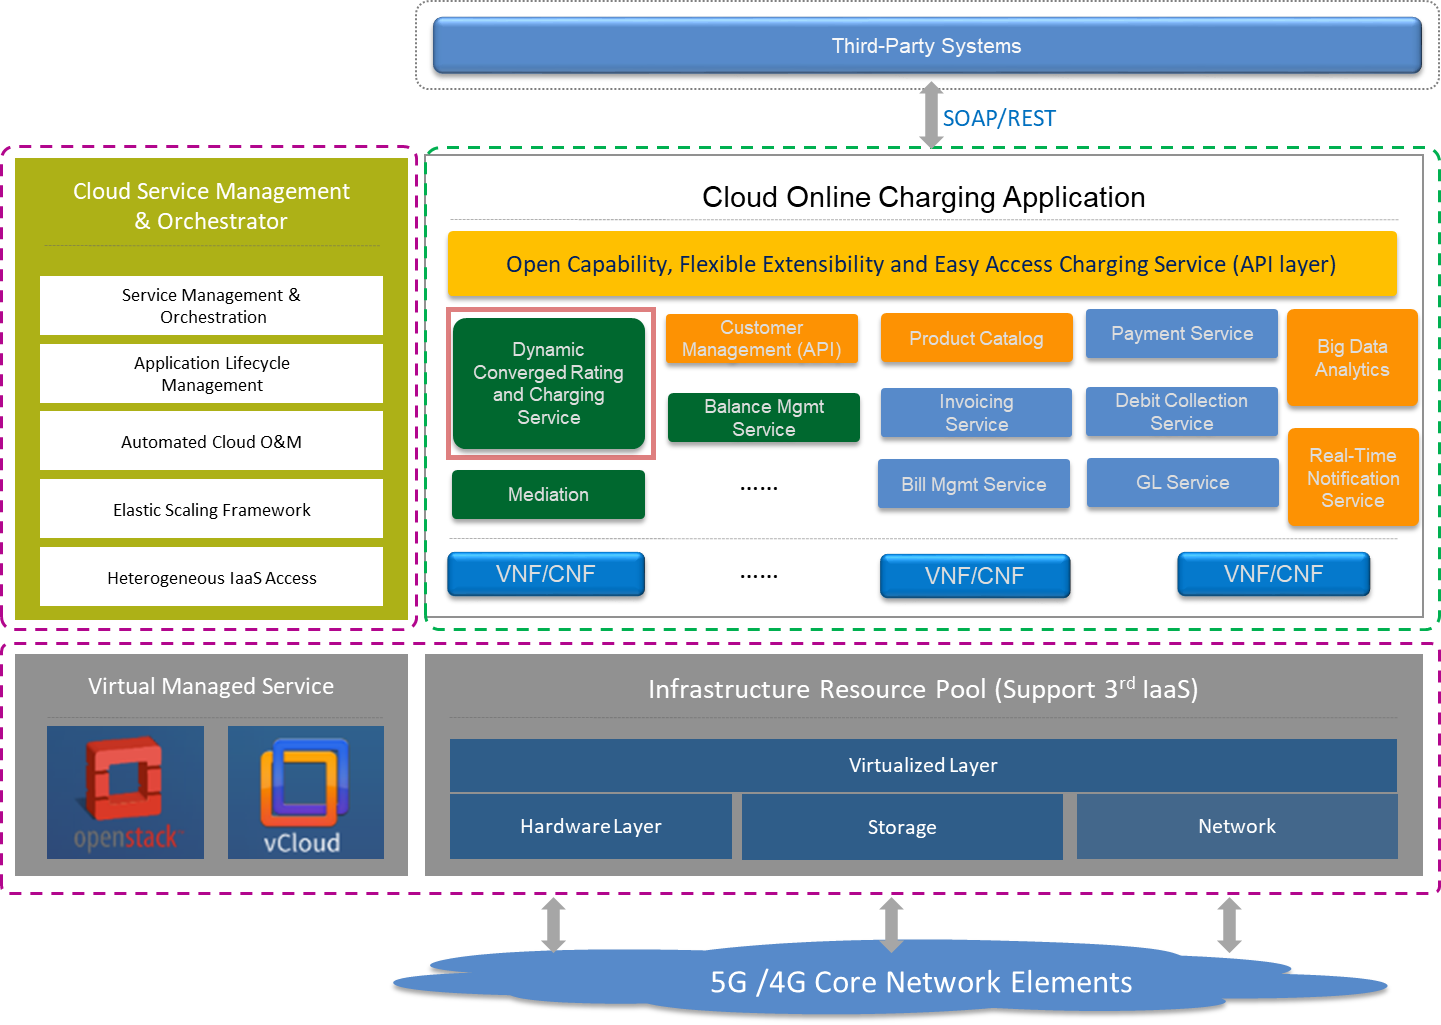 Third-Party Systems
SOAP/REST
Cloud Service Management
& Orchestrator
Service Management &
Orchestration
Application Lifecycle
Management
Automated Cloud O&M
Elastic Scaling Framework
Heterogeneous IaaS Access
Cloud Online Charging Application
Open Capability, Flexible Extensibility and Easy Access Charging Service (API layer)
Dynamic
Converged Rating
and Charging
Service
Customer
Management (API)
Product Catalog
Payment Service
Big Data
Analytics
Balance Mgmt
Service
Invoicing
Service
Debit Collection
Service
Mediation
......
Bill Mgmt Service
GL Service
Real-Time
Notification
Service
VNF/CNF
......
VNF/CNF
VNF/CNF
Virtual Managed Service
openstack™
vCloud
Infrastructure Resource Pool (Support 3rd IaaS)
Virtualized Layer
Hardware Layer
Storage
Network
5G /4G Core Network Elements